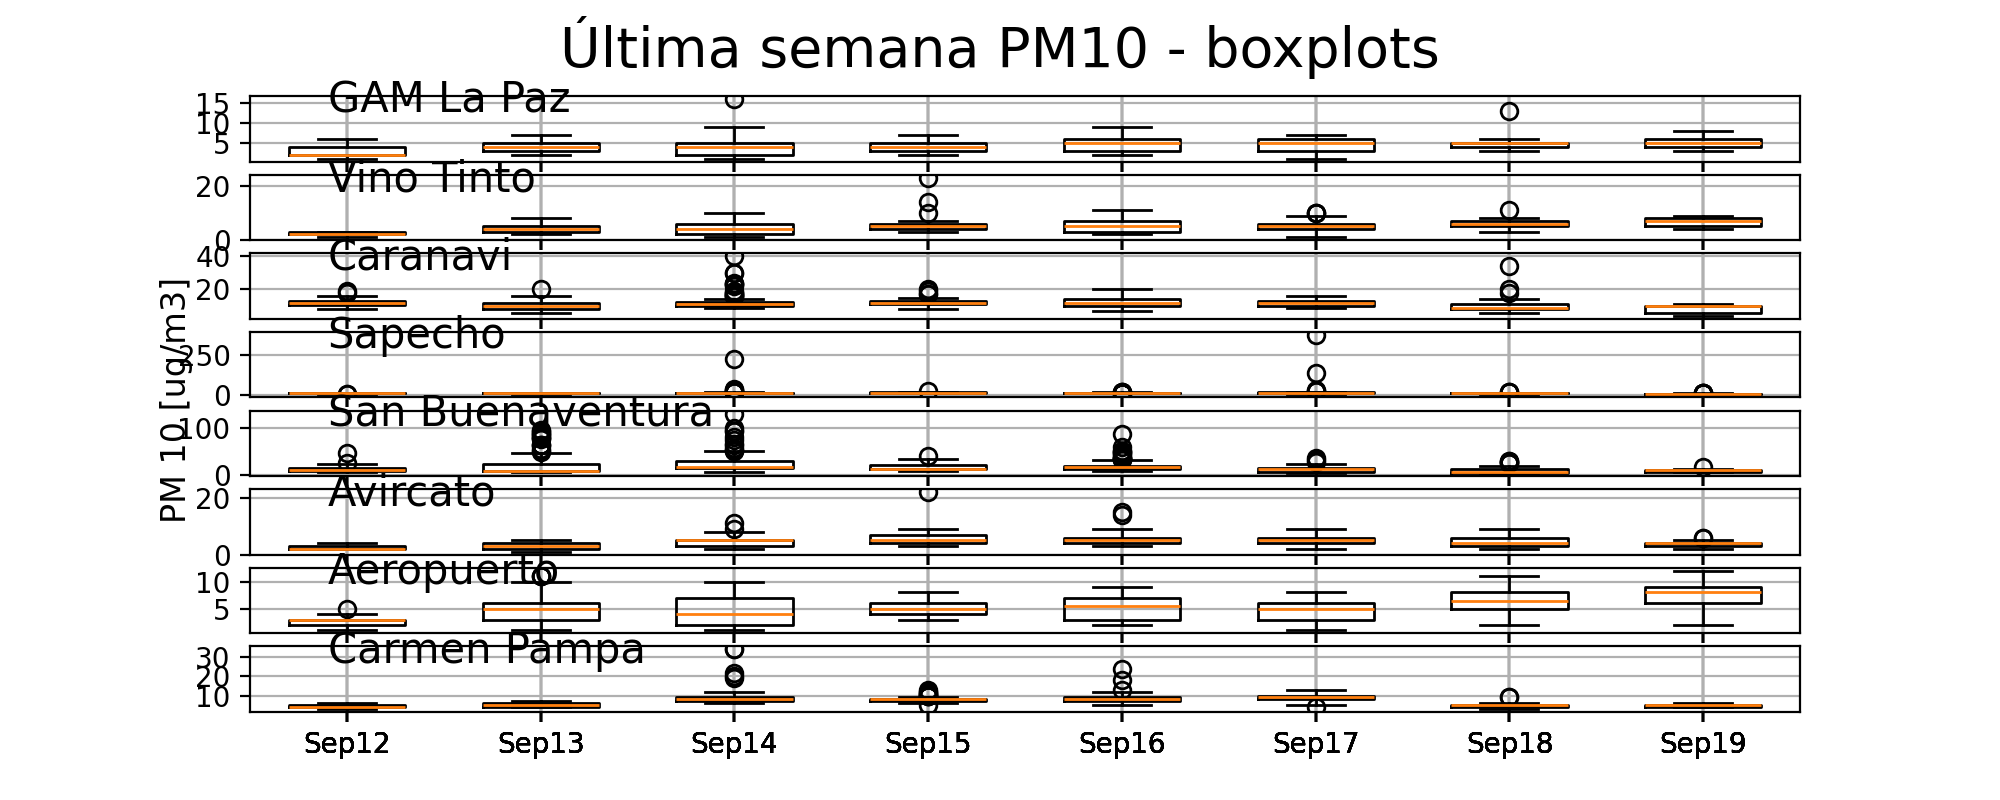 Última semana PM10 - boxplots
GAM La Paz
15
10
5
Vino Tinto
20
0
Caranavi
40
20
Sapecho
250
0
San Buenaventura
100
0
Avircato
20
0
Aeropuerto
10
5
Carmen Pampa
30
20
10
PM 10 [ug/m3]
Sep12 Sep13 Sep14 Sep15 Sep16 Sep17 Sep18 Sep19